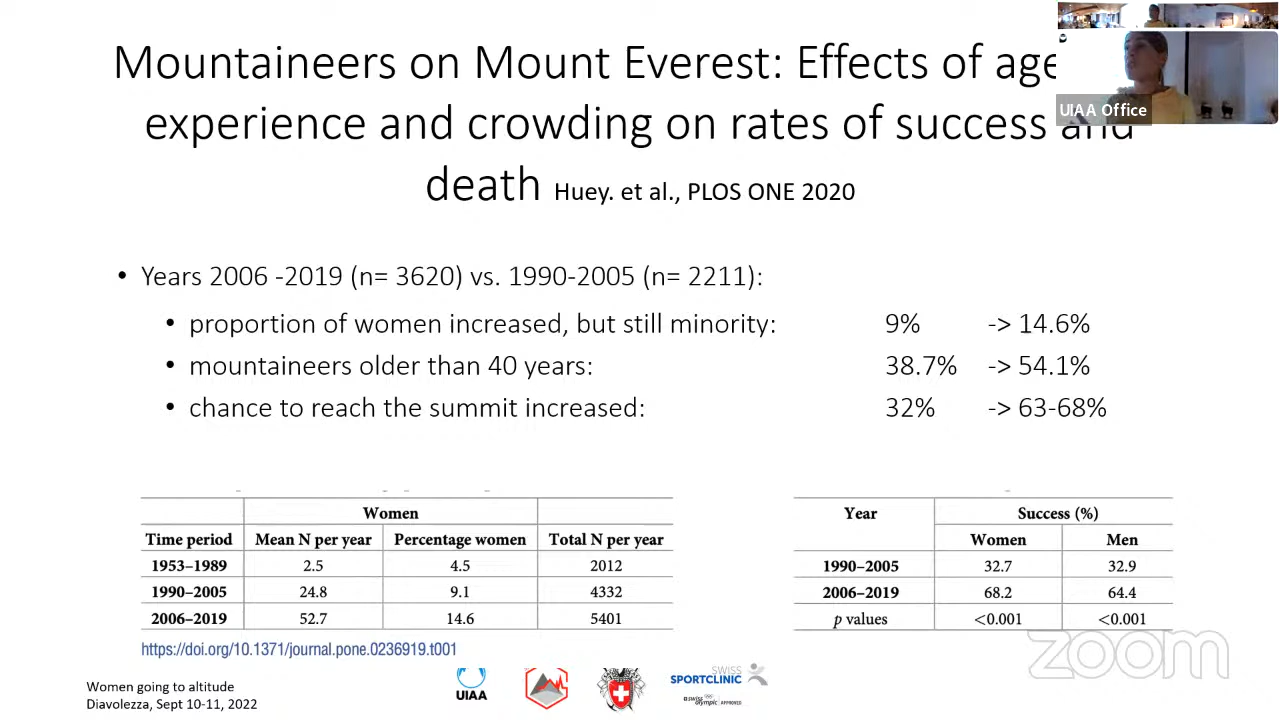 Mountaineers on Mount Everest: Effects of age
experience and crowding on rates of success and
death Huey. et al., PLOS ONE 2020
UIAA Office
• Years 2006 -2019 (n= 3620) vs. 1990-2005 (n= 2211):
• proportion of women increased, but still minority: 9% -> 14.6%
• mountaineers older than 40 years: 38.7% -> 54.1%
• chance to reach the summit increased: 32% -> 63-68%
Women
Time period Mean N per year Percentage women Total N per year
1953–1989 2.5 4.5 2012
1990–2005 24.8 9.1 4332
2006–2019 52.7 14.6 5401
Year Success (%)
Women Men
1990–2005 32.7 32.9
2006–2019 68.2 64.4
p values <0.001 <0.001
https://doi.org/10.1371/journal.pone.0236919.t001
zoom
Women going to altitude
Diavolezza, Sept 10-11, 2022
UIAA
SWISS
SPORTCLINIC
swiss olympic APPROVED